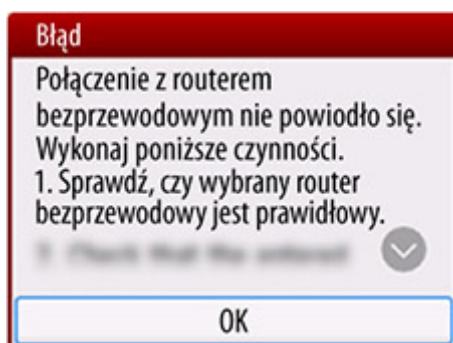 Błąd
Połączenie z routerem
bezprzewodowym nie powiodło się.
Wykonaj poniższe czynności.
1. Sprawdź, czy wybrany router
bezprzewodowy jest prawidłowy.
OK